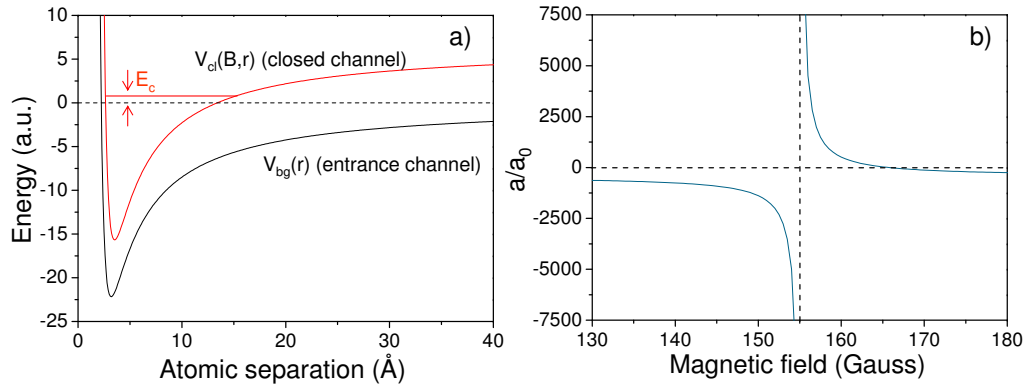 a)
V_cl(B,r) (closed channel)
E_c
V_bg(r) (entrance channel)
Energy (a.u.)
10
5
0
-5
-10
-15
-20
-25
0 10 20 30 40
Atomic separation (Å)
b)
a/a_0
7500
5000
2500
0
-2500
-5000
-7500
130 140 150 160 170 180
Magnetic field (Gauss)